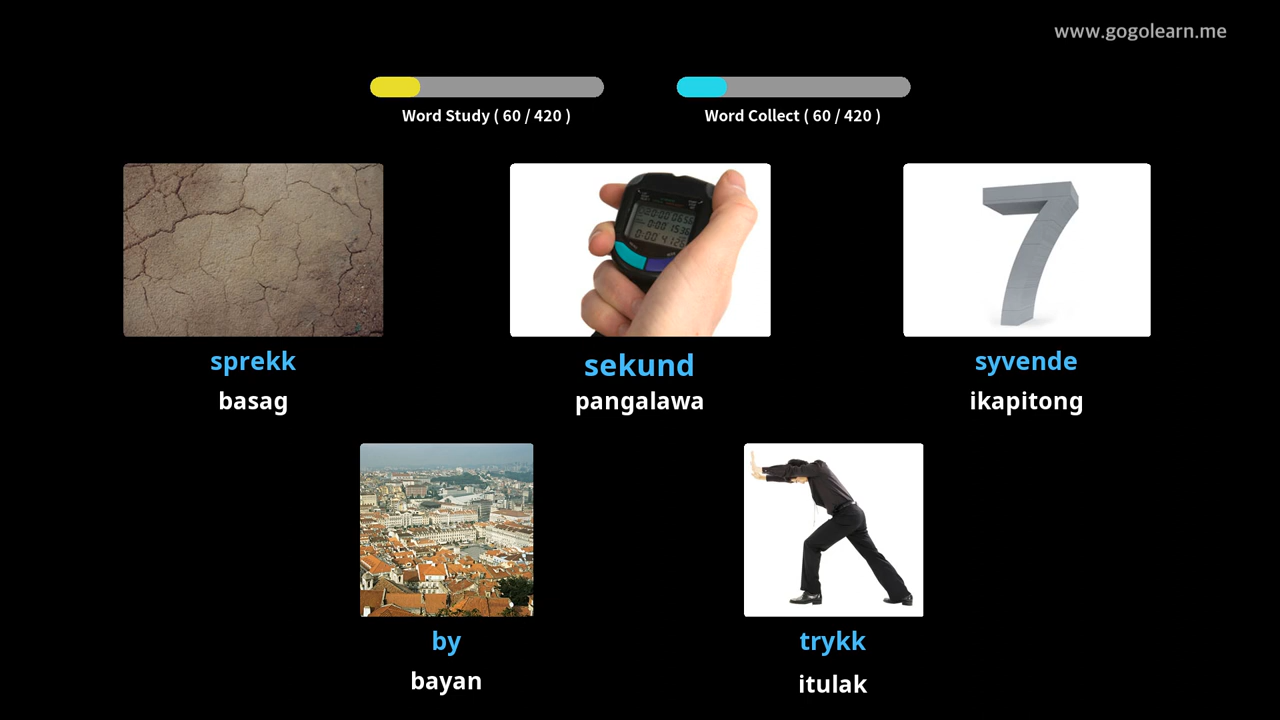 www.gogolearn.me
Word Study ( 60 / 420 )
Word Collect ( 60 / 420 )
sprekk
basag
sekund
pangalawa
syvende
ikapitong
7
by
bayan
trykk
itulak